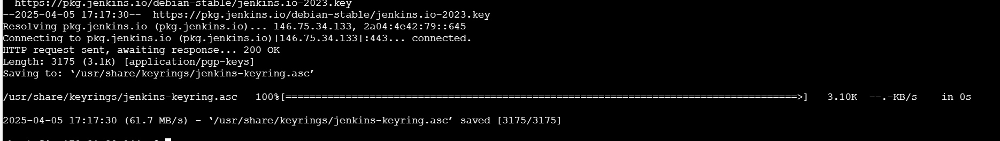 https://pkg.jenkins.io/debian-stable/jenkins.io-2023.key
--2025-04-05 17:17:30--  https://pkg.jenkins.io/debian-stable/jenkins.io-2023.key
Resolving pkg.jenkins.io (pkg.jenkins.io)... 146.75.34.133, 2a04:4e42:79::645
Connecting to pkg.jenkins.io (pkg.jenkins.io)|146.75.34.133|:443... connected.
HTTP request sent, awaiting response... 200 OK
Length: 3175 (3.1K) [application/pgp-keys]
Saving to: ‘/usr/share/keyrings/jenkins-keyring.asc’
/usr/share/keyrings/jenkins-keyring.asc   100%[=====================================================================================>]   3.10K  --.-KB/s    in 0s
2025-04-05 17:17:30 (61.7 MB/s) - ‘/usr/share/keyrings/jenkins-keyring.asc’ saved [3175/3175]